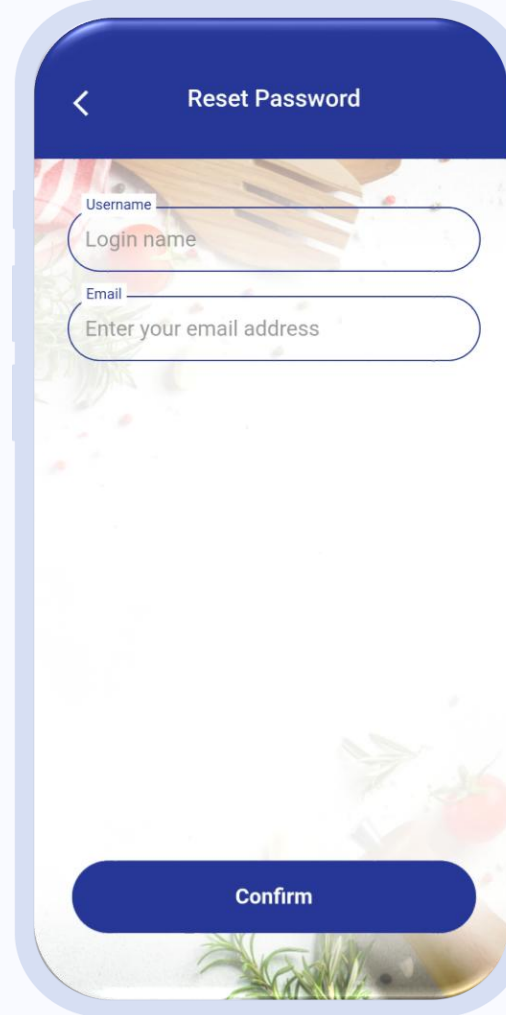 Reset Password
Username
Login name
Email
Enter your email address
Confirm